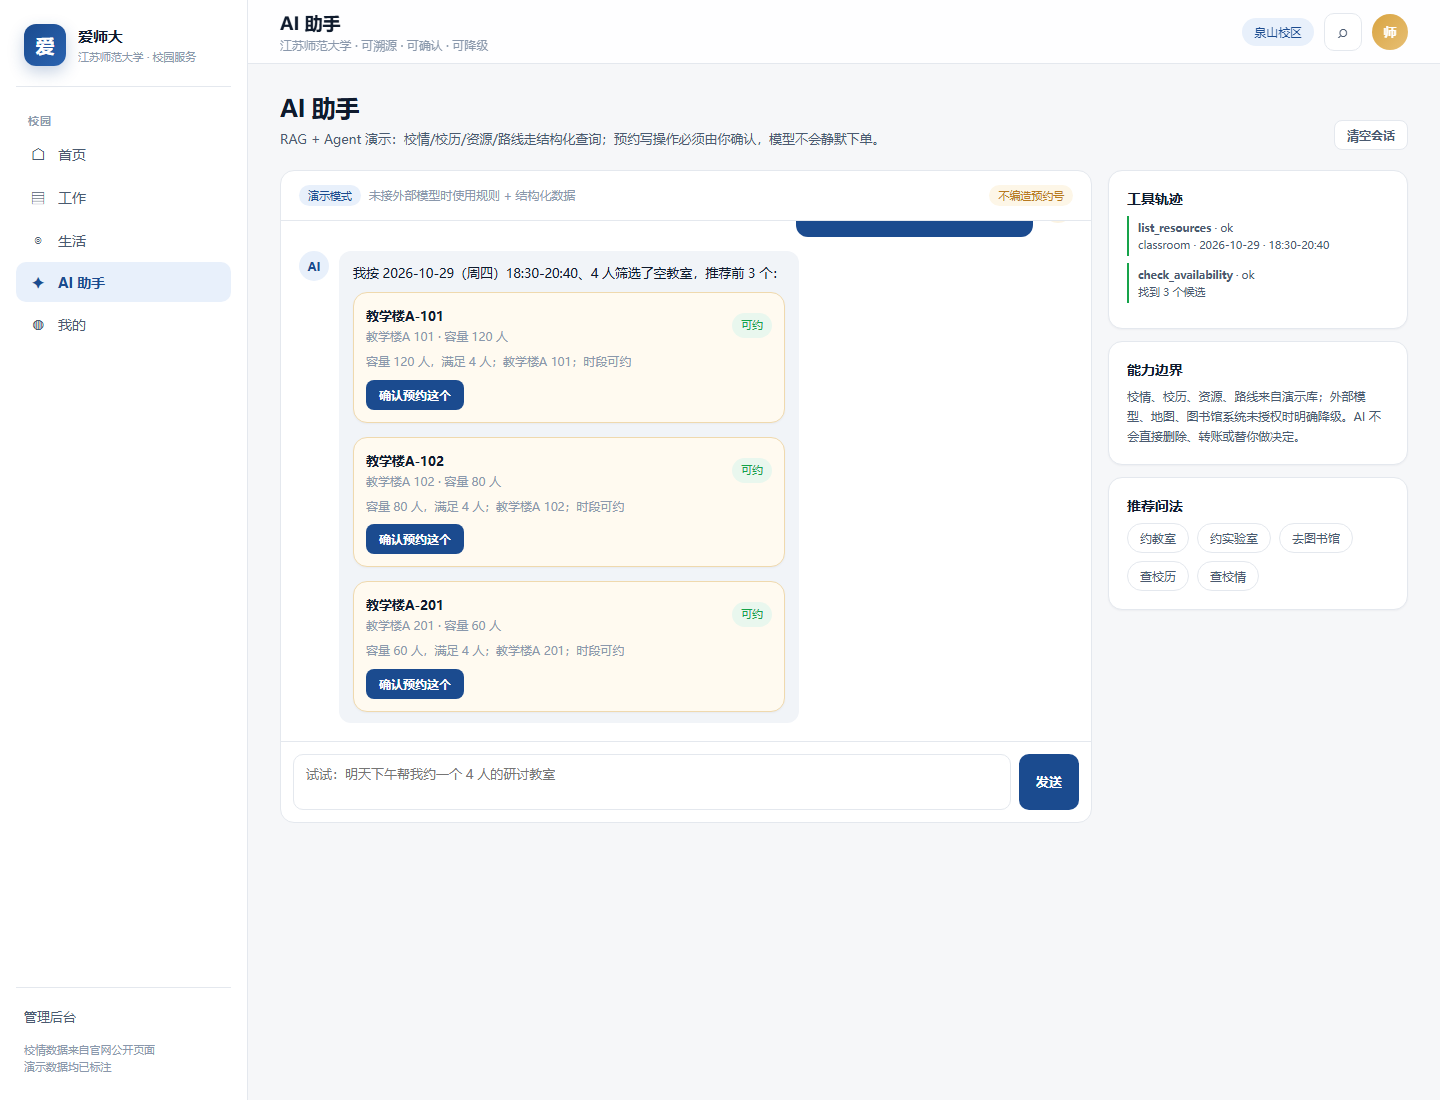 爱
爱师大
江苏师范大学 · 校园服务
校园
首页
工作
生活
AI 助手
我的
管理后台
校情数据来自官网公开页面
演示数据均已标注
AI 助手
江苏师范大学 · 可溯源 · 可确认 · 可降级
泉山校区
师
AI 助手
RAG + Agent 演示：校情/校历/资源/路线走结构化查询；预约写操作必须由你确认，模型不会静默下单。
清空会话
演示模式
未接外部模型时使用规则 + 结构化数据
不编造预约号
AI
我按 2026-10-29（周四）18:30-20:40、4 人筛选了空教室，推荐前 3 个：
教学楼A-101
教学楼A 101 · 容量 120 人
可约
容量 120 人，满足 4 人；教学楼A 101；时段可约
确认预约这个
教学楼A-102
教学楼A 102 · 容量 80 人
可约
容量 80 人，满足 4 人；教学楼A 102；时段可约
确认预约这个
教学楼A-201
教学楼A 201 · 容量 60 人
可约
容量 60 人，满足 4 人；教学楼A 201；时段可约
确认预约这个
试试：明天下午帮我约一个 4 人的研讨教室
发送
工具轨迹
list_resources · ok
classroom · 2026-10-29 · 18:30-20:40
check_availability · ok
找到 3 个候选
能力边界
校情、校历、资源、路线来自演示库；外部模
型、地图、图书馆系统未授权时明确降级。AI 不
会直接删除、转账或替你做决定。
推荐问法
约教室
约实验室
去图书馆
查校历
查校情